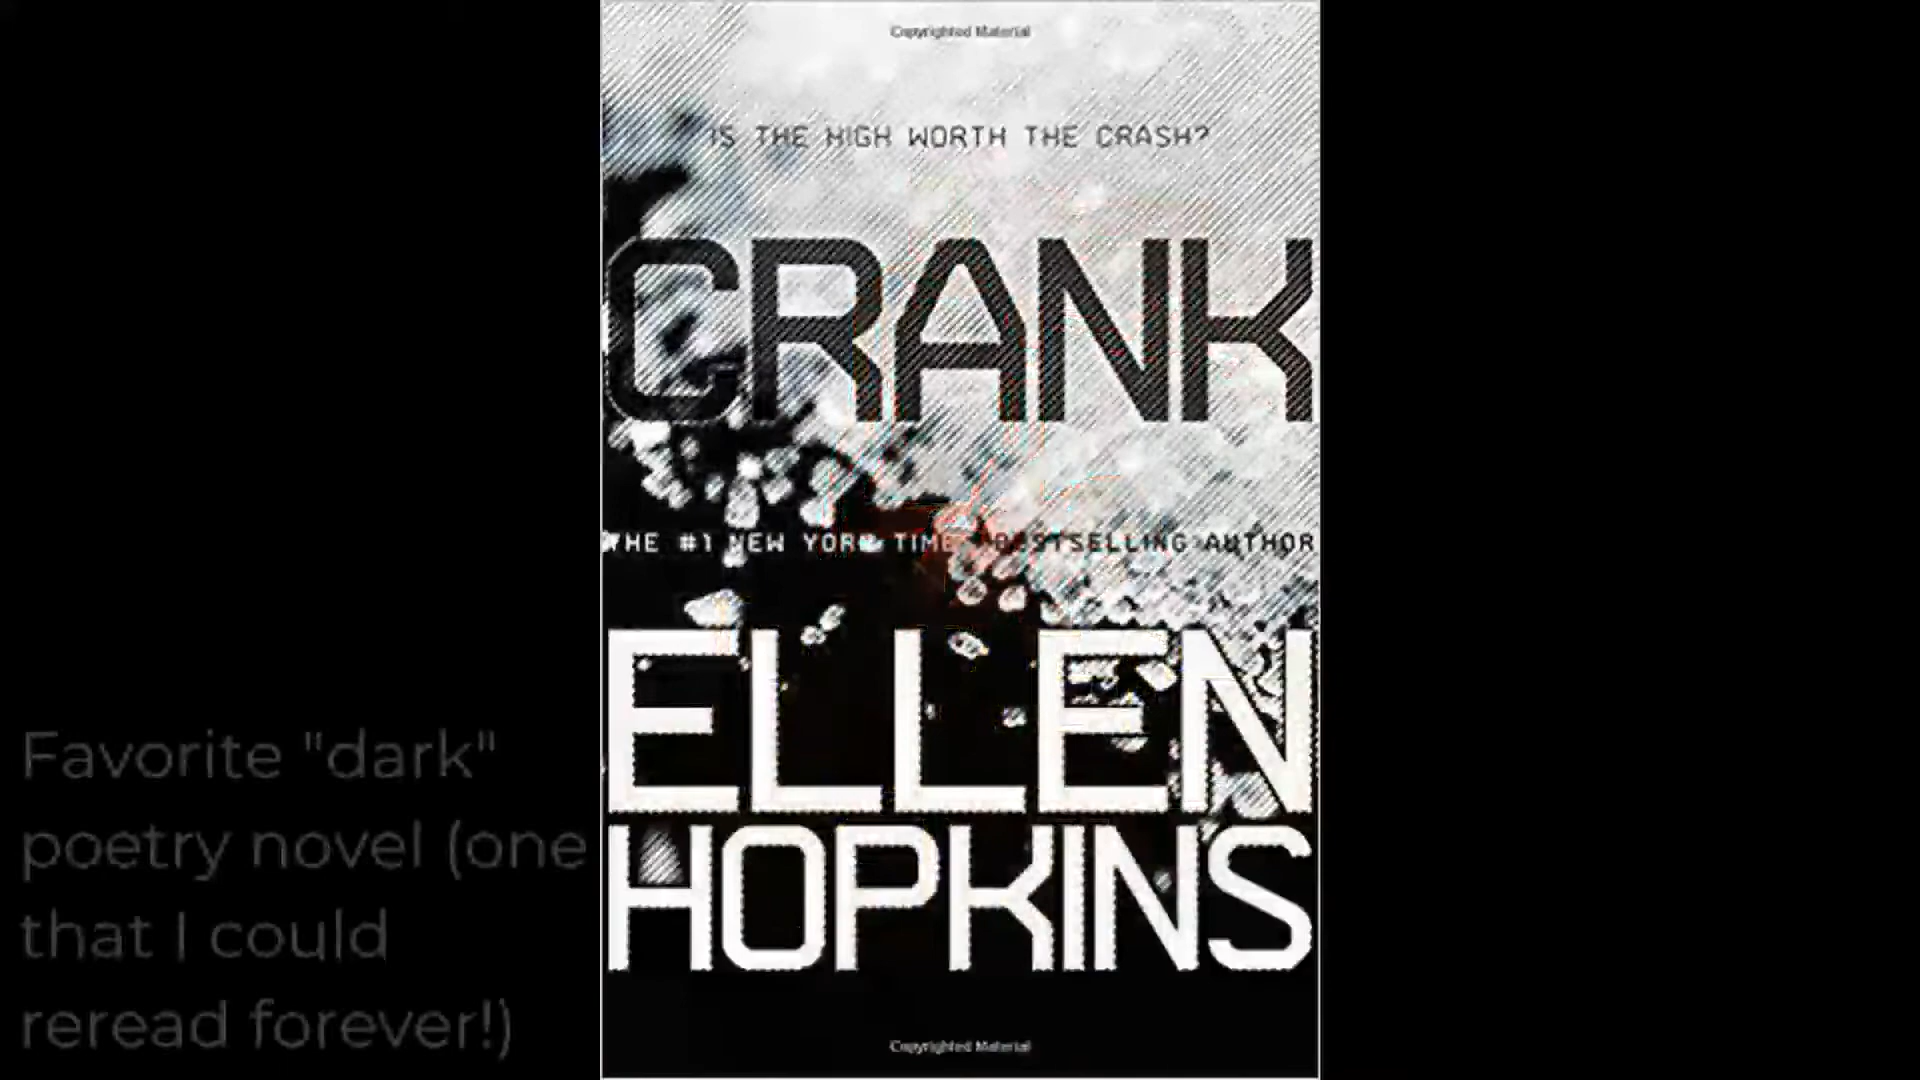 Copyrighted Material
IS THE HIGH WORTH THE CRASH?
CRANK
THE #1 NEW YORK TIMES BESTSELLING AUTHOR
ELLEN
HOPKINS
Copyrighted Material
Favorite "dark"
poetry novel (one
that I could
reread forever!)